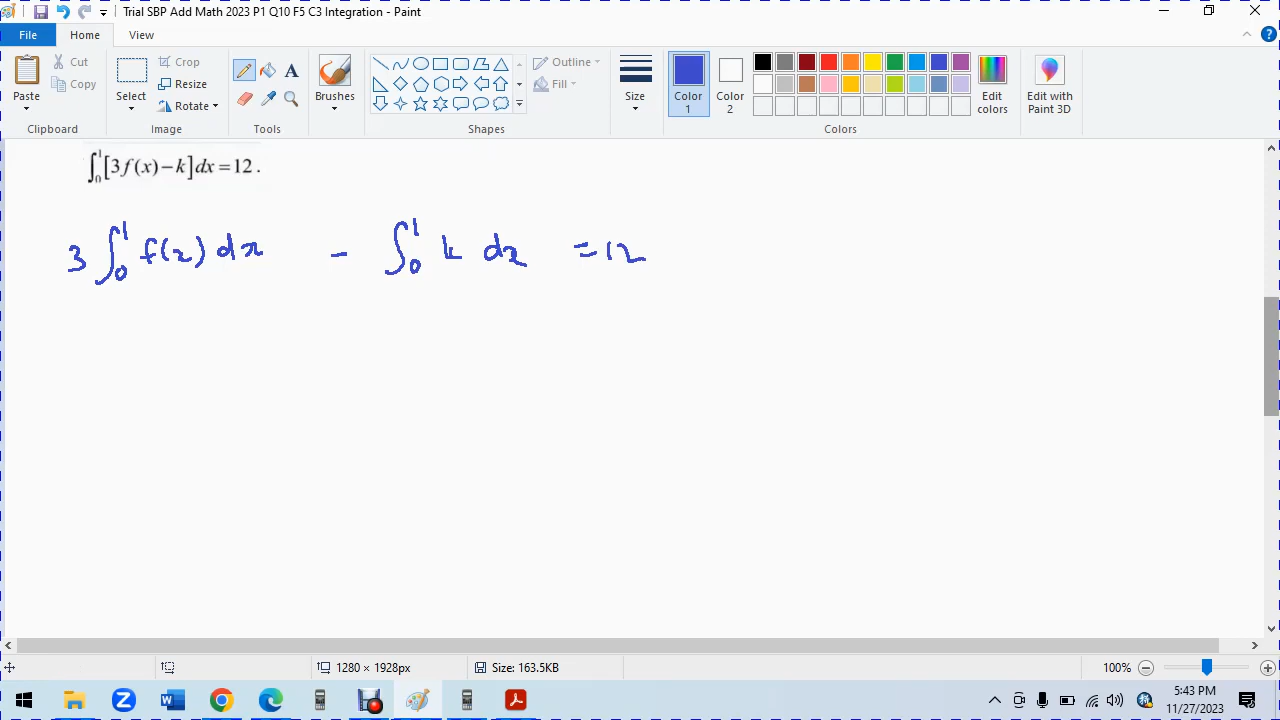 Trial SBP Add Math 2023 P1 Q10 F5 C3 Integration - Paint
File Home View
Paste Cut Copy
Select Crop Resize Rotate
Brushes
Outline Fill
Size
Color 1
Color 2
Edit colors
Edit with Paint 3D
Clipboard Image Tools Shapes Colors
∫₀¹[3f(x)−k]dx=12.
3∫₀¹ f(x) dx − ∫₀¹ k dx =12
1280 × 1928px Size: 163.5KB 100%
5:43 PM
11/27/2023